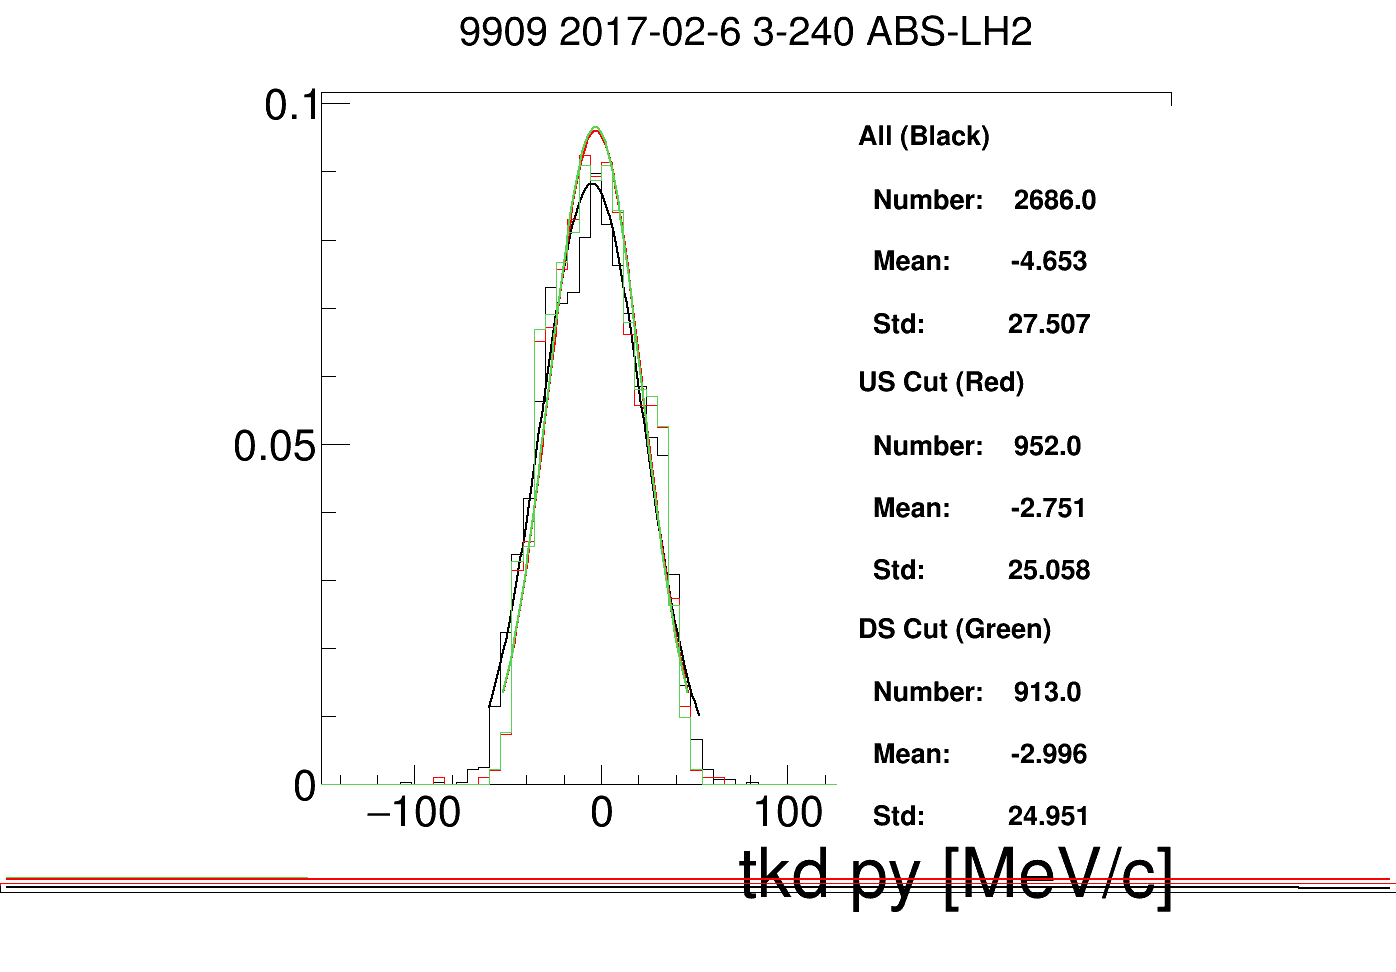 9909 2017-02-6 3-240 ABS-LH2
0.1
0.05
0
−100 0 100
tkd py [MeV/c]
All (Black)
Number: 2686.0
Mean: -4.653
Std: 27.507
US Cut (Red)
Number: 952.0
Mean: -2.751
Std: 25.058
DS Cut (Green)
Number: 913.0
Mean: -2.996
Std: 24.951